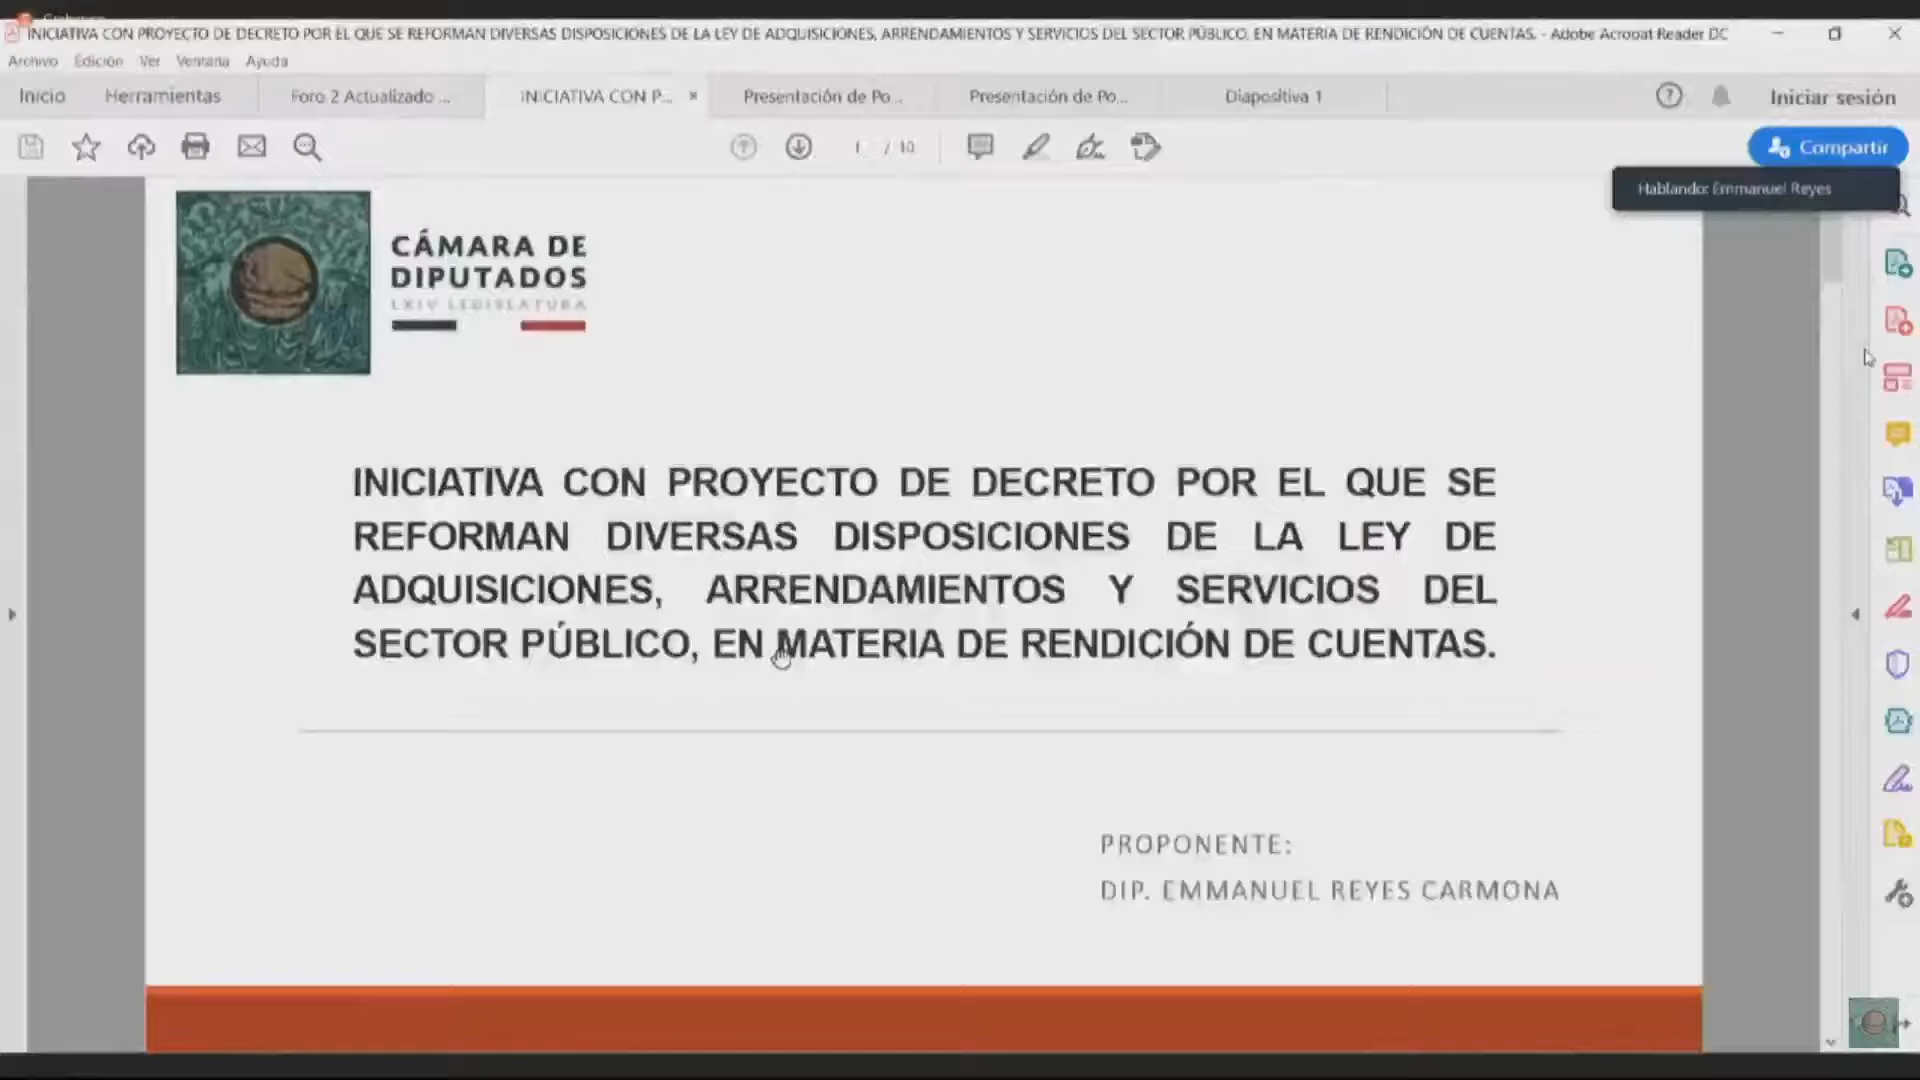 INICIATIVA CON PROYECTO DE DECRETO POR EL QUE SE REFORMAN DIVERSAS DISPOSICIONES DE LA LEY DE ADQUISICIONES, ARRENDAMIENTOS Y SERVICIOS DEL SECTOR PÚBLICO, EN MATERIA DE RENDICIÓN DE CUENTAS. - Adobe Acrobat Reader DC
Archivo Edición Ver Ventana Ayuda
Inicio Herramientas Foro 2 Actualizado ... INICIATIVA CON P... Presentación de Po... Presentación de Po... Diapositiva 1 Iniciar sesión
1 / 10
Compartir
Hablando: Emmanuel Reyes
CÁMARA DE
DIPUTADOS
LXIV LEGISLATURA
INICIATIVA CON PROYECTO DE DECRETO POR EL QUE SE
REFORMAN DIVERSAS DISPOSICIONES DE LA LEY DE
ADQUISICIONES, ARRENDAMIENTOS Y SERVICIOS DEL
SECTOR PÚBLICO, EN MATERIA DE RENDICIÓN DE CUENTAS.
PROPONENTE:
DIP. EMMANUEL REYES CARMONA